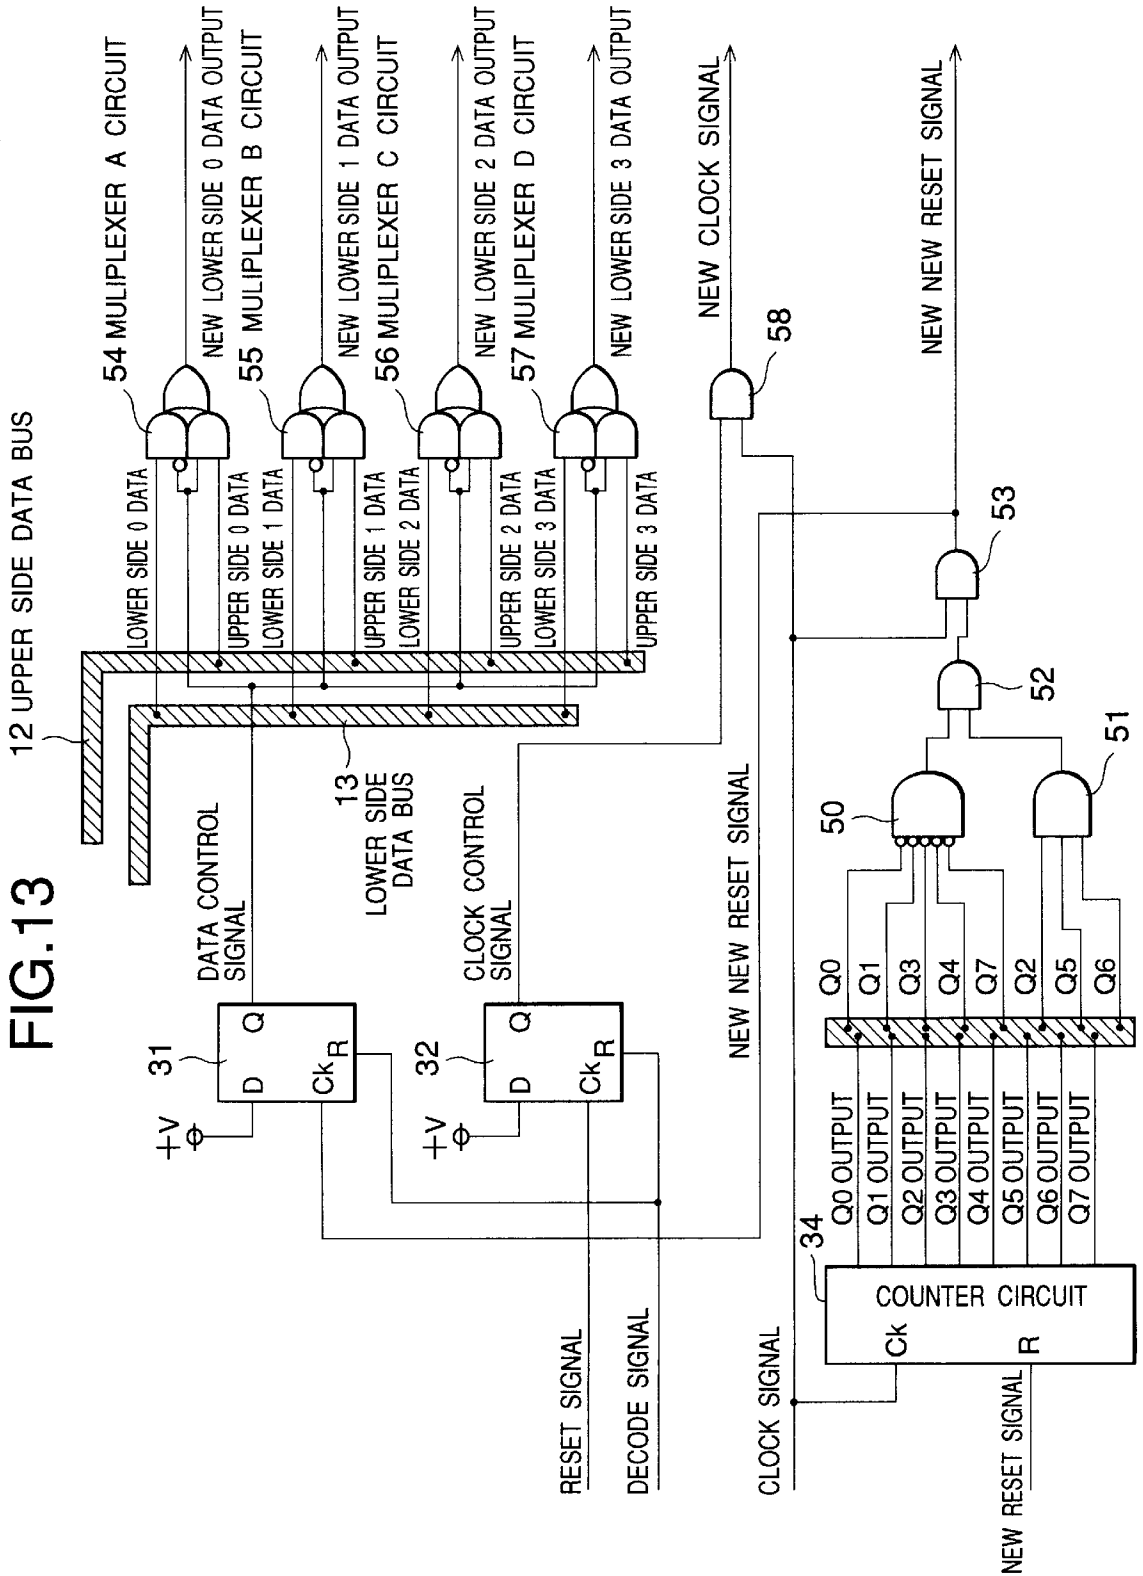 FIG.13
12 UPPER SIDE DATA BUS
13
LOWER SIDE
DATA BUS
54 MULIPLEXER A CIRCUIT
NEW LOWER SIDE 0 DATA OUTPUT
55 MULIPLEXER B CIRCUIT
NEW LOWER SIDE 1 DATA OUTPUT
56 MULIPLEXER C CIRCUIT
NEW LOWER SIDE 2 DATA OUTPUT
57 MULIPLEXER D CIRCUIT
NEW LOWER SIDE 3 DATA OUTPUT
LOWER SIDE 0 DATA
UPPER SIDE 0 DATA
LOWER SIDE 1 DATA
UPPER SIDE 1 DATA
LOWER SIDE 2 DATA
UPPER SIDE 2 DATA
LOWER SIDE 3 DATA
UPPER SIDE 3 DATA
DATA CONTROL
SIGNAL
31
+V
D
Q
Ck
R
CLOCK CONTROL
SIGNAL
32
+V
D
Q
Ck
R
RESET SIGNAL
DECODE SIGNAL
NEW CLOCK SIGNAL
58
NEW NEW RESET SIGNAL
CLOCK SIGNAL
NEW NEW RESET SIGNAL
53
52
50
51
34
COUNTER CIRCUIT
Ck
R
NEW RESET SIGNAL
Q0 OUTPUT
Q1 OUTPUT
Q2 OUTPUT
Q3 OUTPUT
Q4 OUTPUT
Q5 OUTPUT
Q6 OUTPUT
Q7 OUTPUT
Q0
Q1
Q3
Q4
Q7
Q2
Q5
Q6